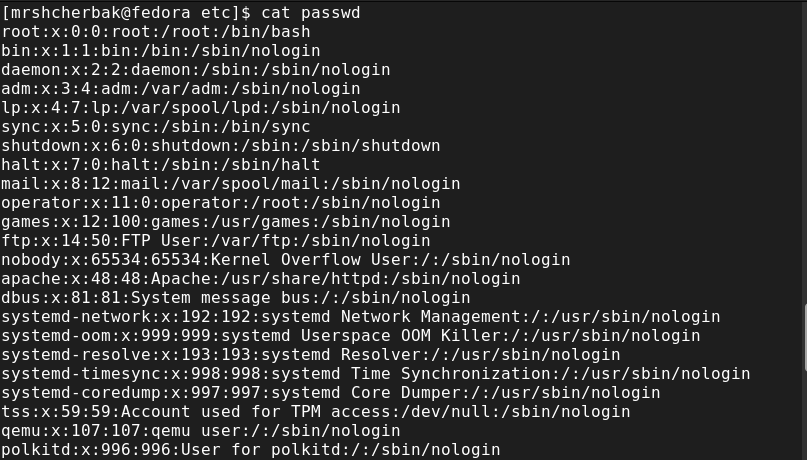 [mrshcherbak@fedora etc]$ cat passwd
root:x:0:0:root:/root:/bin/bash
bin:x:1:1:bin:/bin:/sbin/nologin
daemon:x:2:2:daemon:/sbin:/sbin/nologin
adm:x:3:4:adm:/var/adm:/sbin/nologin
lp:x:4:7:lp:/var/spool/lpd:/sbin/nologin
sync:x:5:0:sync:/sbin:/bin/sync
shutdown:x:6:0:shutdown:/sbin:/sbin/shutdown
halt:x:7:0:halt:/sbin:/sbin/halt
mail:x:8:12:mail:/var/spool/mail:/sbin/nologin
operator:x:11:0:operator:/root:/sbin/nologin
games:x:12:100:games:/usr/games:/sbin/nologin
ftp:x:14:50:FTP User:/var/ftp:/sbin/nologin
nobody:x:65534:65534:Kernel Overflow User:/:/sbin/nologin
apache:x:48:48:Apache:/usr/share/httpd:/sbin/nologin
dbus:x:81:81:System message bus:/:/sbin/nologin
systemd-network:x:192:192:systemd Network Management:/:/usr/sbin/nologin
systemd-oom:x:999:999:systemd Userspace OOM Killer:/:/usr/sbin/nologin
systemd-resolve:x:193:193:systemd Resolver:/:/usr/sbin/nologin
systemd-timesync:x:998:998:systemd Time Synchronization:/:/usr/sbin/nologin
systemd-coredump:x:997:997:systemd Core Dumper:/:/usr/sbin/nologin
tss:x:59:59:Account used for TPM access:/dev/null:/sbin/nologin
qemu:x:107:107:qemu user:/:/sbin/nologin
polkitd:x:996:996:User for polkitd:/:/sbin/nologin